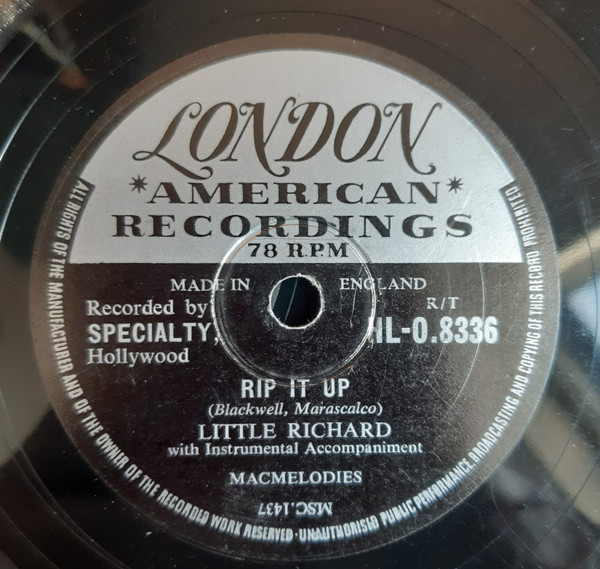 LONDON
*AMERICAN*
RECORDINGS
78 R.P.M
MADE IN ENGLAND
Recorded by R/T
SPECIALTY, HL-O.8336
Hollywood
RIP IT UP
(Blackwell, Marascalco)
LITTLE RICHARD
with Instrumental Accompaniment
MACMELODIES
MSC.1437
ALL RIGHTS OF THE MANUFACTURER AND OF THE OWNER OF THE RECORDED WORK RESERVED · UNAUTHORISED PUBLIC PERFORMANCE, BROADCASTING AND COPYING OF THIS RECORD PROHIBITED